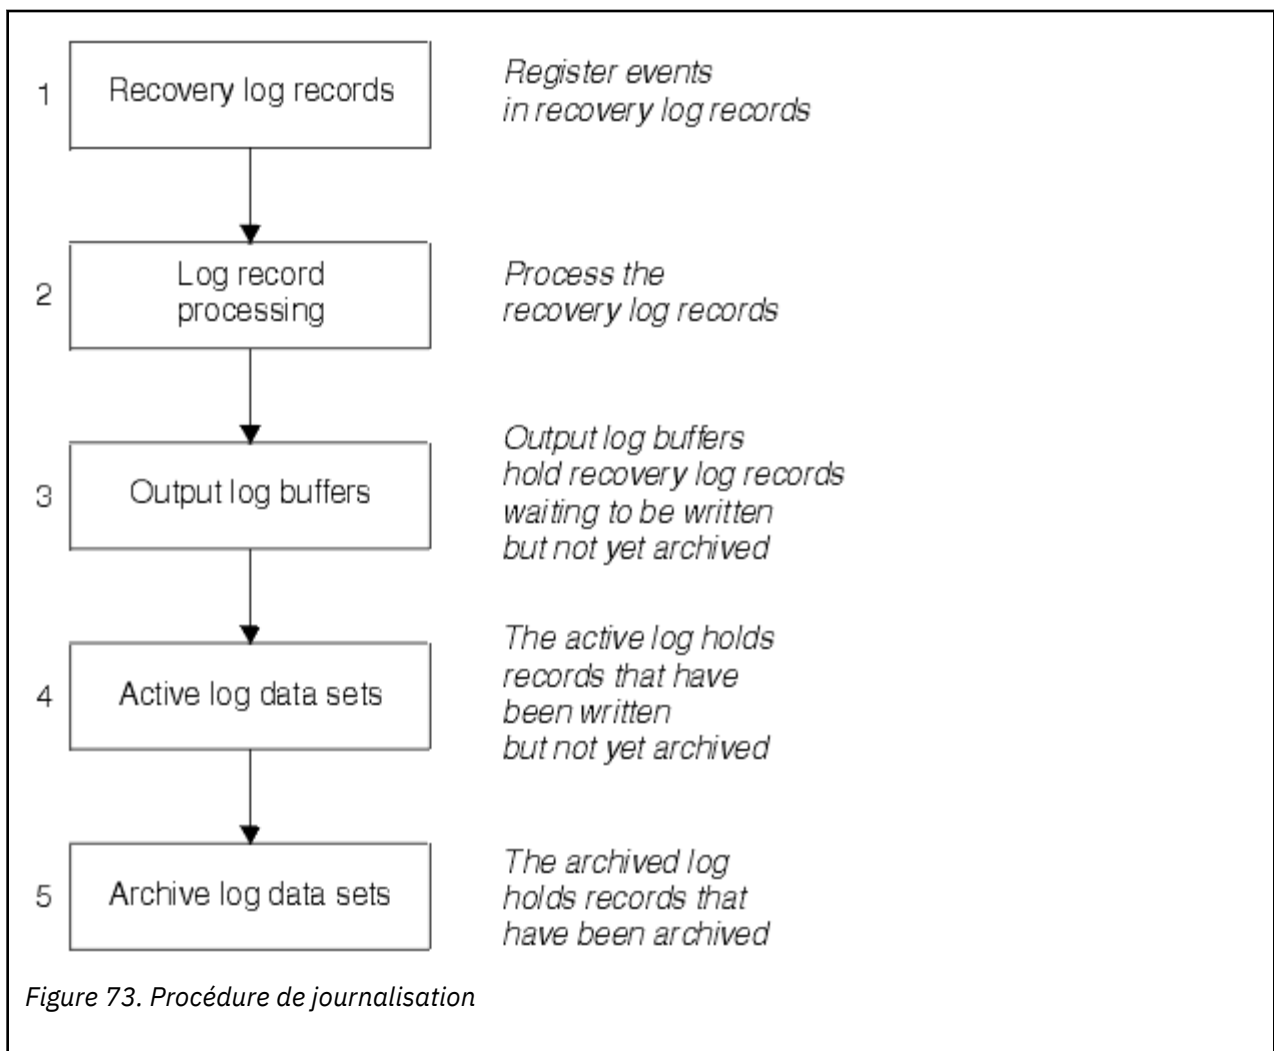 1
Recovery log records
Register events
in recovery log records
2
Log record
processing
Process the
recovery log records
3
Output log buffers
Output log buffers
hold recovery log records
waiting to be written
but not yet archived
4
Active log data sets
The active log holds
records that have
been written
but not yet archived
5
Archive log data sets
The archived log
holds records that
have been archived
Figure 73. Procédure de journalisation